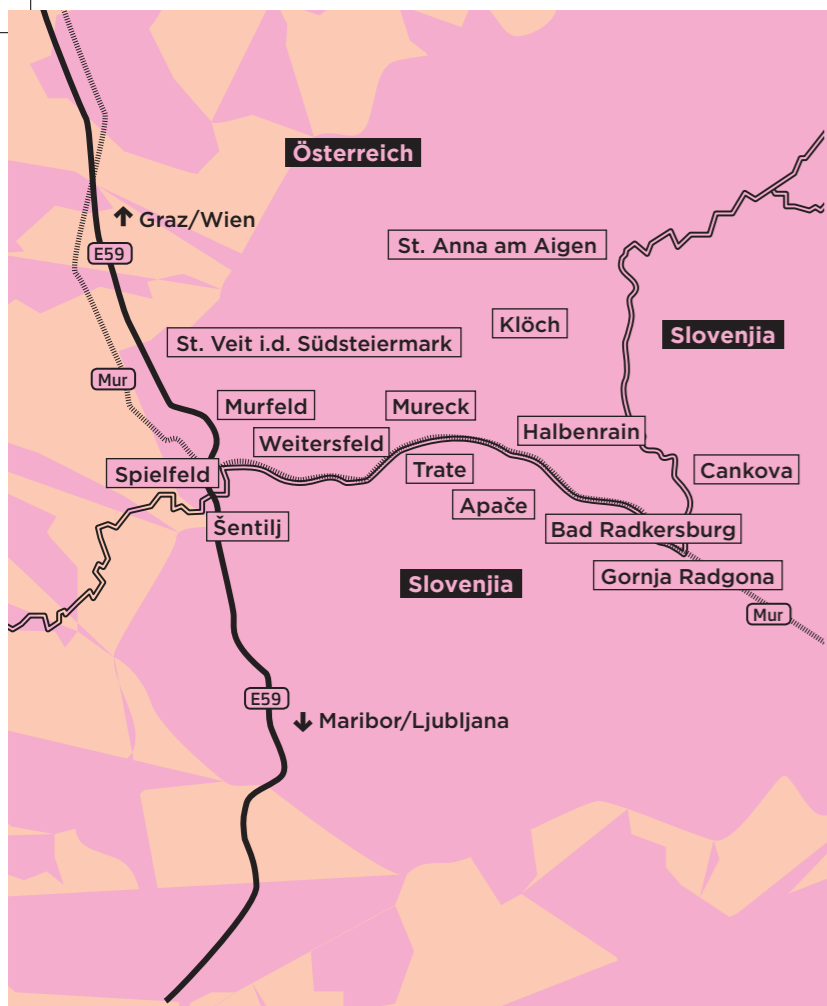 Österreich
Graz/Wien
St. Anna am Aigen
E59
Klöch
Slovenjia
St. Veit i.d. Südsteiermark
Mur
Murfeld
Mureck
Halbenrain
Weitersfeld
Spielfeld
Trate
Cankova
Apače
Šentilj
Bad Radkersburg
Slovenjia
Gornja Radgona
Mur
E59
Maribor/Ljubljana